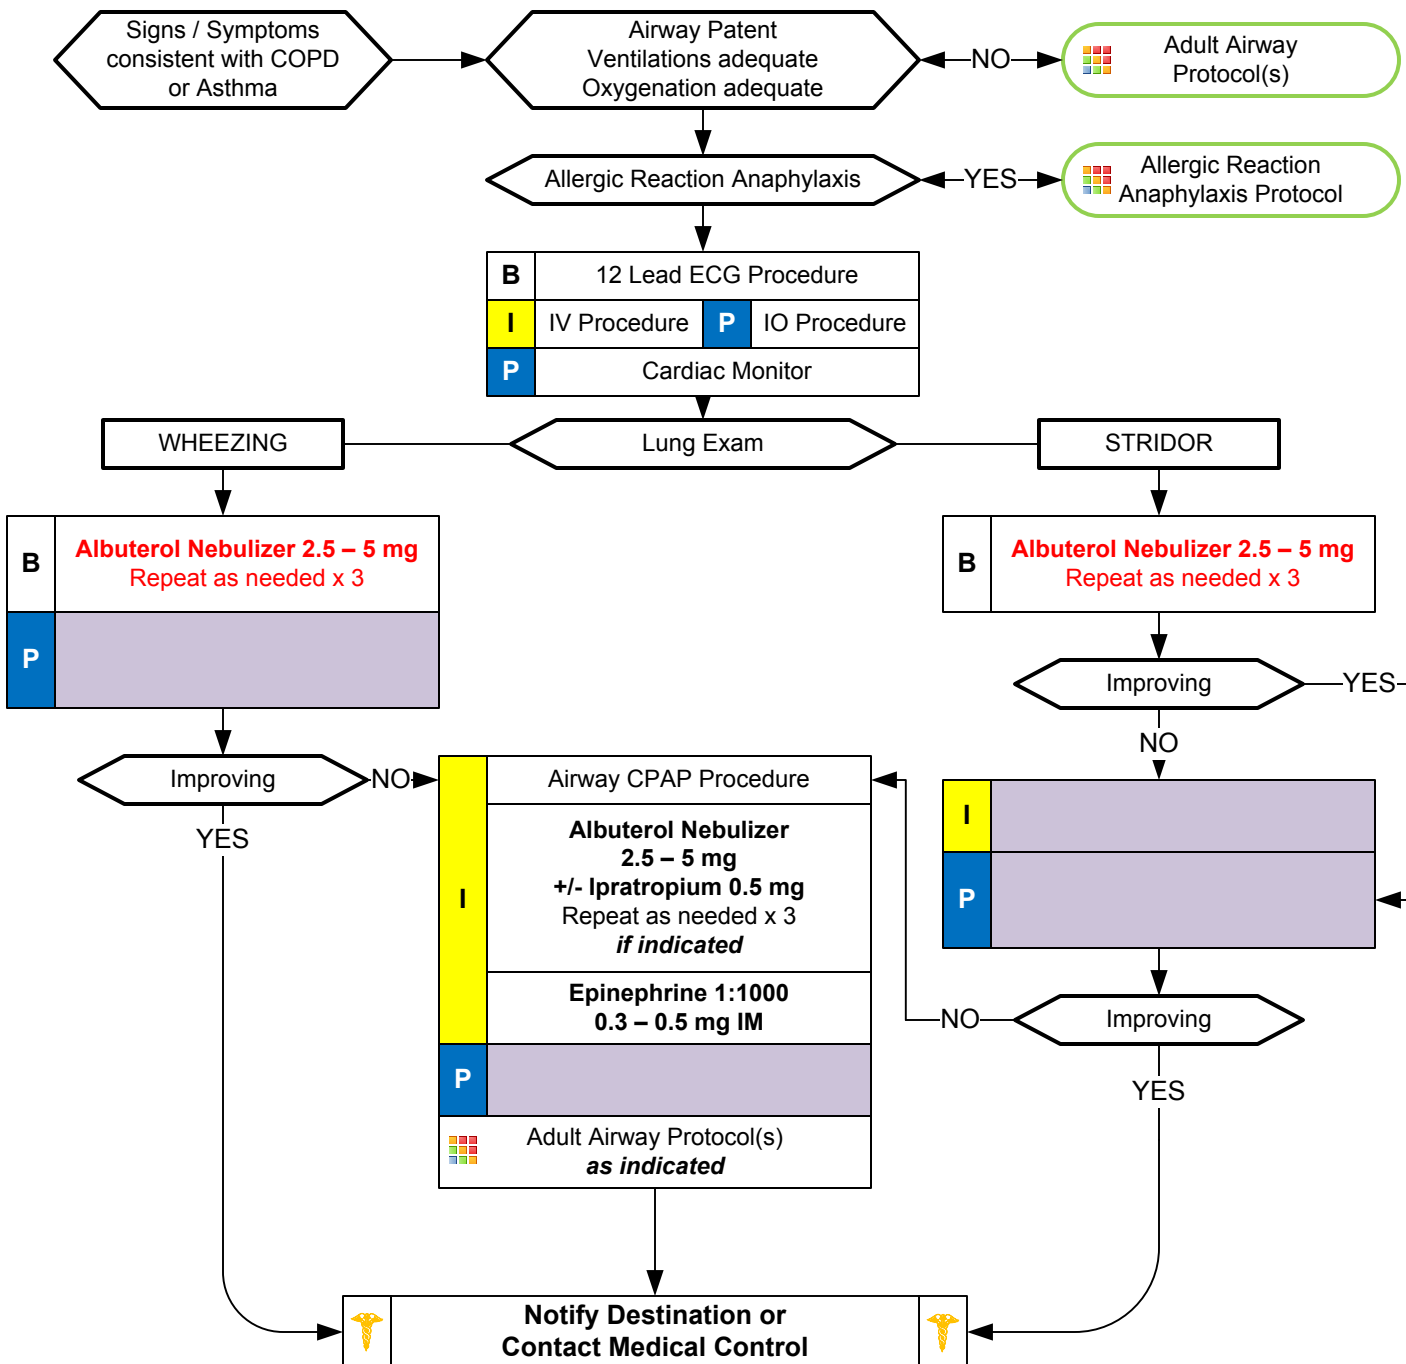 Signs / Symptoms
consistent with COPD
or Asthma
Airway Patent
Ventilations adequate
Oxygenation adequate
NO
Adult Airway
Protocol(s)
Allergic Reaction Anaphylaxis
YES
Allergic Reaction
Anaphylaxis Protocol
B
12 Lead ECG Procedure
I
IV Procedure
P
IO Procedure
P
Cardiac Monitor
WHEEZING
Lung Exam
STRIDOR
B
Albuterol Nebulizer 2.5 – 5 mg
Repeat as needed x 3
P
Improving
NO
YES
B
Albuterol Nebulizer 2.5 – 5 mg
Repeat as needed x 3
Improving
YES
NO
I
P
Improving
NO
YES
I
Airway CPAP Procedure
Albuterol Nebulizer
2.5 – 5 mg
+/- Ipratropium 0.5 mg
Repeat as needed x 3
if indicated
Epinephrine 1:1000
0.3 – 0.5 mg IM
P
Adult Airway Protocol(s)
as indicated
Notify Destination or
Contact Medical Control